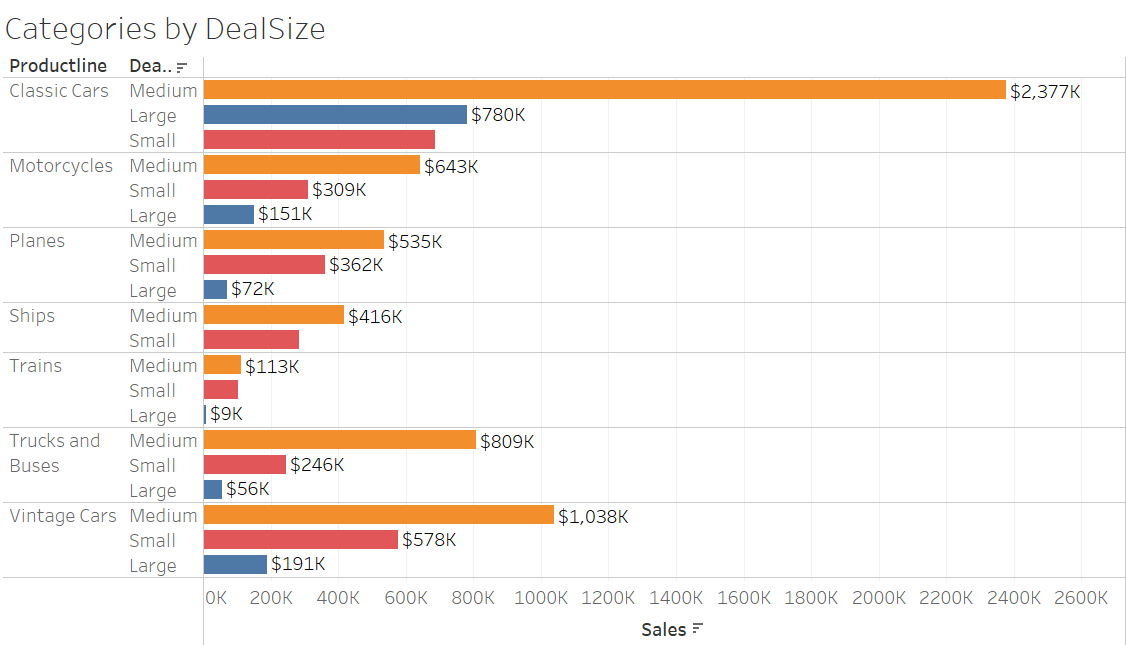 Categories by DealSize
Productline Dea..
Classic Cars Medium $2,377K
Large $780K
Small
Motorcycles Medium $643K
Small $309K
Large $151K
Planes Medium $535K
Small $362K
Large $72K
Ships Medium $416K
Small
Trains Medium $113K
Small
Large $9K
Trucks and Medium $809K
Buses Small $246K
Large $56K
Vintage Cars Medium $1,038K
Small $578K
Large $191K
0K 200K 400K 600K 800K 1000K 1200K 1400K 1600K 1800K 2000K 2200K 2400K 2600K
Sales